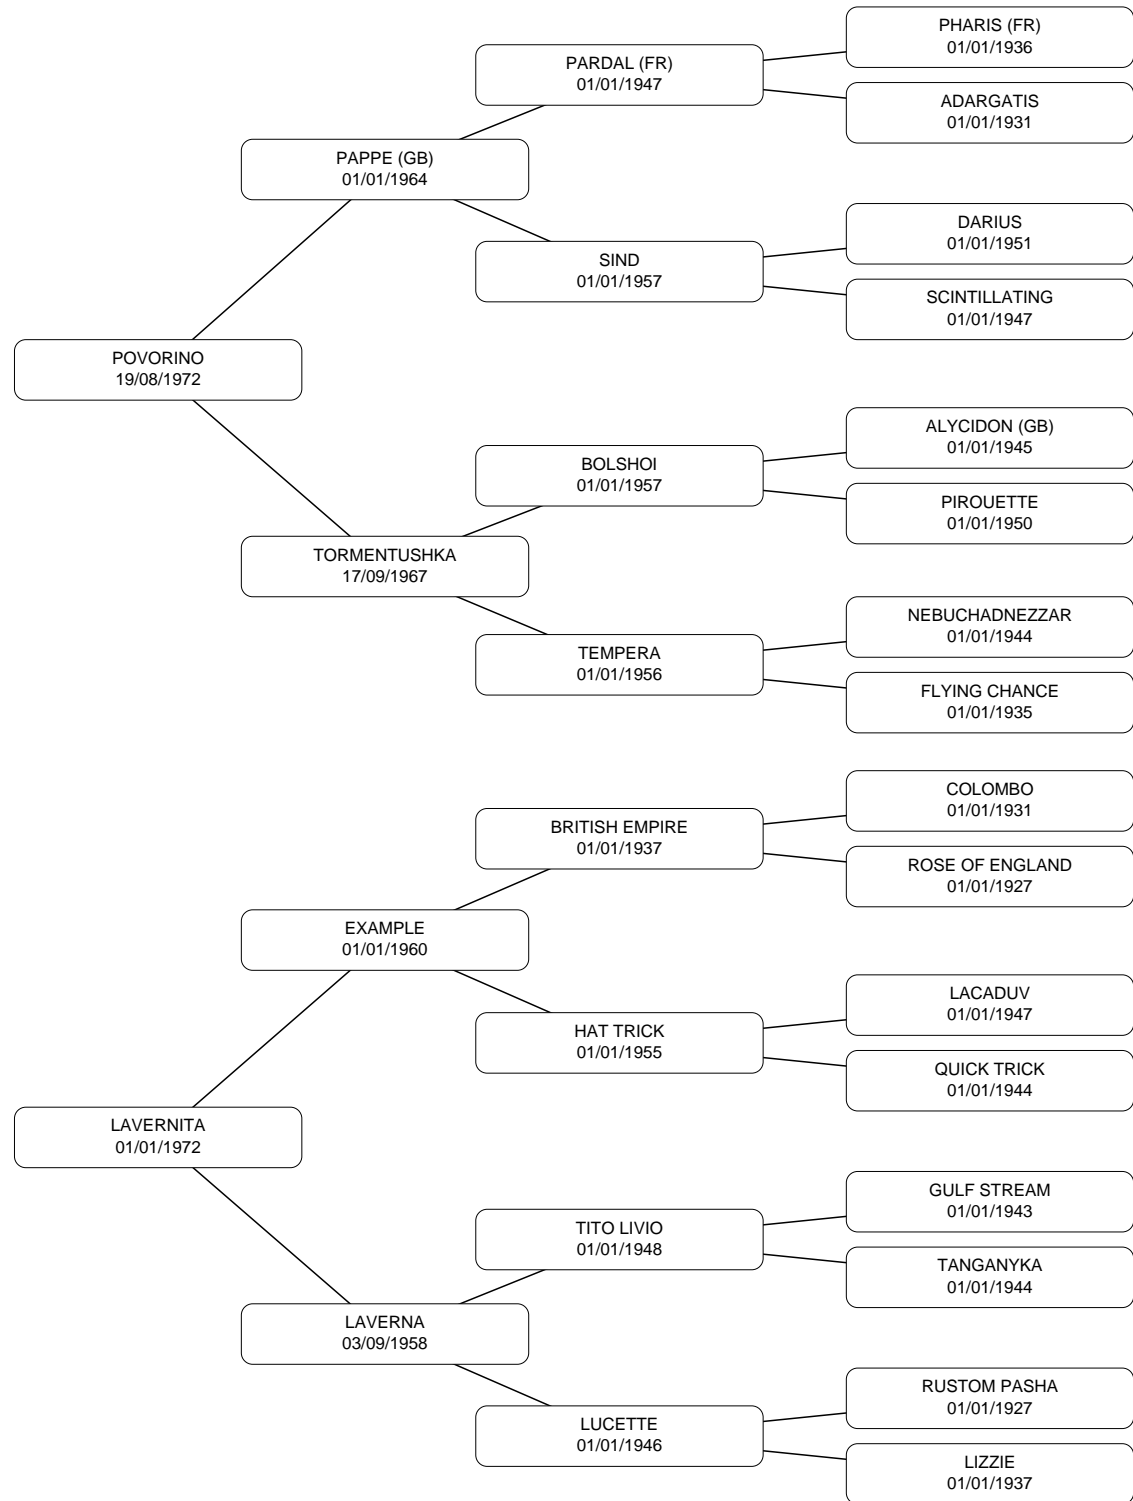 PHARIS (FR)
01/01/1936
PARDAL (FR)
01/01/1947
ADARGATIS
01/01/1931
PAPPE (GB)
01/01/1964
DARIUS
01/01/1951
SIND
01/01/1957
SCINTILLATING
01/01/1947
POVORINO
19/08/1972
ALYCIDON (GB)
01/01/1945
BOLSHOI
01/01/1957
PIROUETTE
01/01/1950
TORMENTUSHKA
17/09/1967
NEBUCHADNEZZAR
01/01/1944
TEMPERA
01/01/1956
FLYING CHANCE
01/01/1935
COLOMBO
01/01/1931
BRITISH EMPIRE
01/01/1937
ROSE OF ENGLAND
01/01/1927
EXAMPLE
01/01/1960
LACADUV
01/01/1947
HAT TRICK
01/01/1955
QUICK TRICK
01/01/1944
LAVERNITA
01/01/1972
GULF STREAM
01/01/1943
TITO LIVIO
01/01/1948
TANGANYKA
01/01/1944
LAVERNA
03/09/1958
RUSTOM PASHA
01/01/1927
LUCETTE
01/01/1946
LIZZIE
01/01/1937